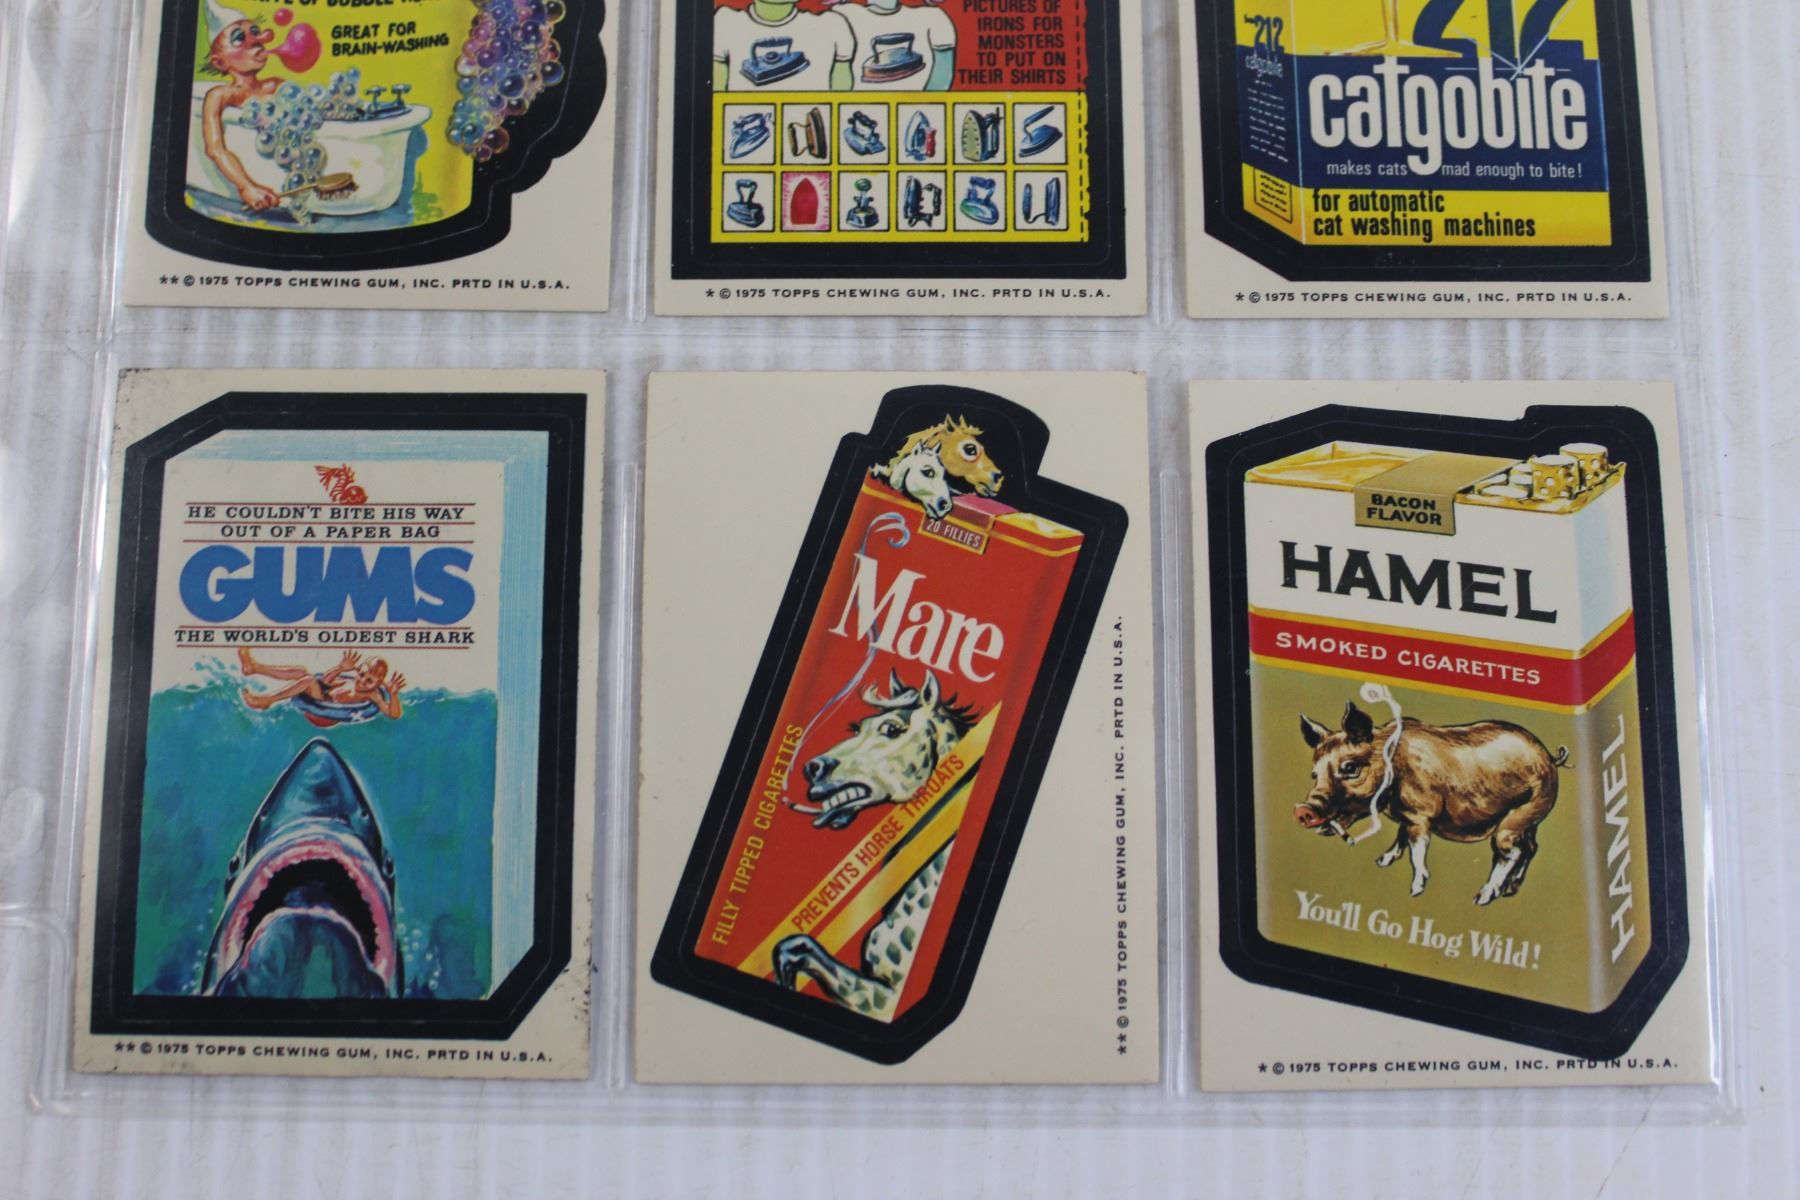 GREAT FOR
BRAIN-WASHING
** © 1975 TOPPS CHEWING GUM, INC. PRTD IN U.S.A.
PICTURES OF
IRONS FOR
MONSTERS
TO PUT ON
THEIR SHIRTS
* © 1975 TOPPS CHEWING GUM, INC. PRTD IN U.S.A.
212
212
catgobite
catgobite
makes cats mad enough to bite!
for automatic
cat washing machines
* © 1975 TOPPS CHEWING GUM, INC. PRTD IN U.S.A.
HE COULDN'T BITE HIS WAY
OUT OF A PAPER BAG
GUMS
THE WORLD'S OLDEST SHARK
** © 1975 TOPPS CHEWING GUM, INC. PRTD IN U.S.A.
20 FILLIES
Mare
FILLY TIPPED CIGARETTES
PREVENTS HORSE THROATS
** © 1975 TOPPS CHEWING GUM, INC. PRTD IN U.S.A.
BACON
FLAVOR
HAMEL
SMOKED CIGARETTES
HAMEL
You'll Go Hog Wild!
* © 1975 TOPPS CHEWING GUM, INC. PRTD IN U.S.A.